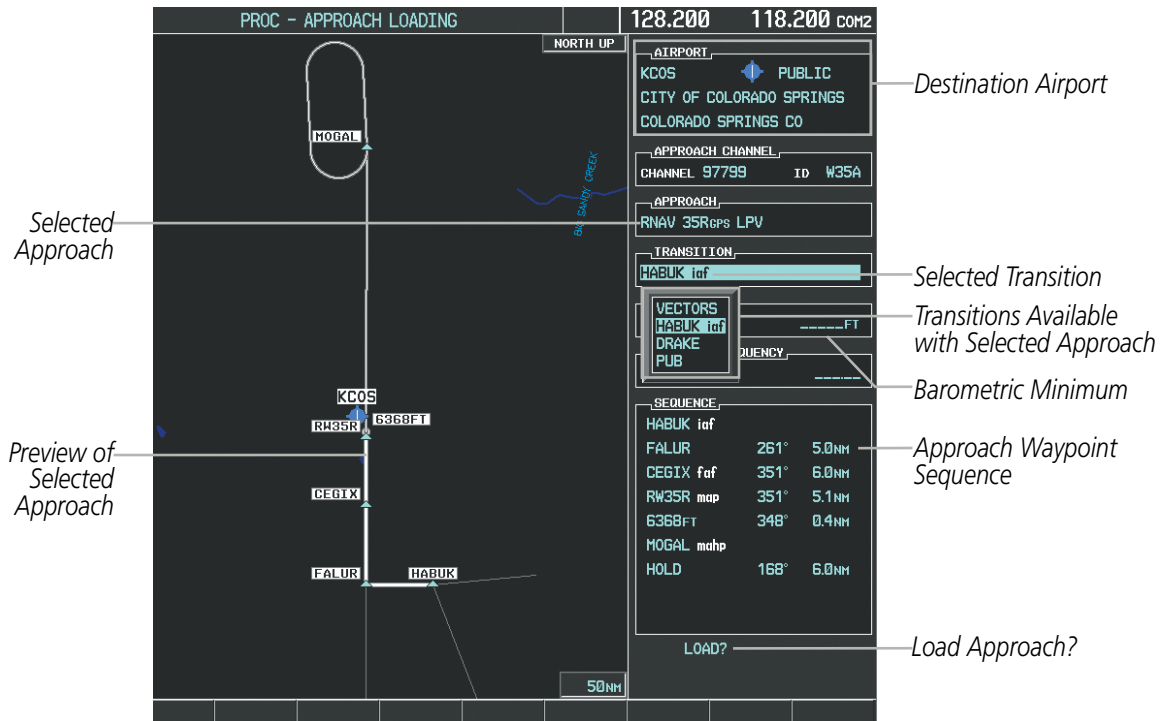 PROC - APPROACH LOADING
128.200 118.200 COM2
NORTH UP
MOGAL
BIG SANDY CREEK
KCOS
RW35R
6368FT
CEGIX
FALUR
HABUK
50NM
AIRPORT
KCOS PUBLIC
CITY OF COLORADO SPRINGS
COLORADO SPRINGS CO
APPROACH CHANNEL
CHANNEL 97799 ID W35A
APPROACH
RNAV 35RGPS LPV
TRANSITION
HABUK iaf
VECTORS
HABUK iaf
DRAKE
PUB
_____FT
QUENCY
___.__
SEQUENCE
HABUK iaf
FALUR 261° 5.0NM
CEGIX faf 351° 6.0NM
RW35R map 351° 5.1NM
6368FT 348° 0.4NM
MOGAL mahp
HOLD 168° 6.0NM
LOAD?
Selected
Approach
Preview of
Selected
Approach
Destination Airport
Selected Transition
Transitions Available
with Selected Approach
Barometric Minimum
Approach Waypoint
Sequence
Load Approach?